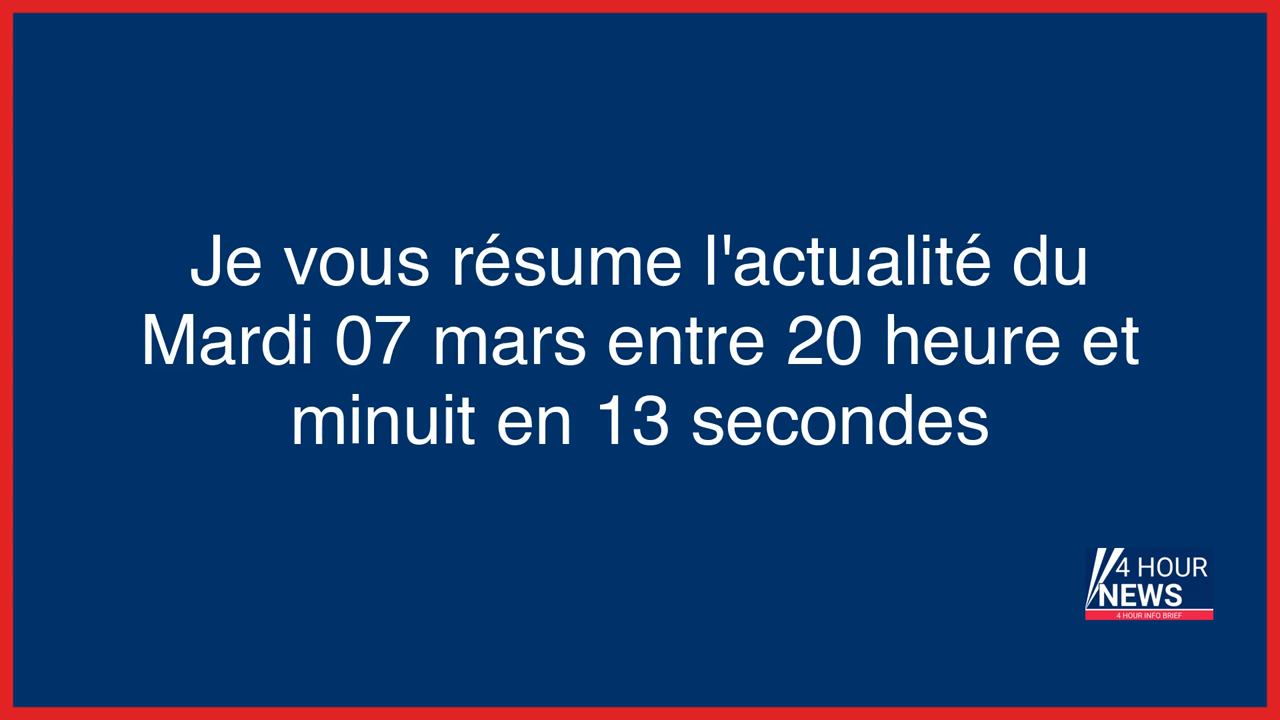 Je vous résume l'actualité du
Mardi 07 mars entre 20 heure et
minuit en 13 secondes
4 HOUR
NEWS
4 HOUR INFO BRIEF